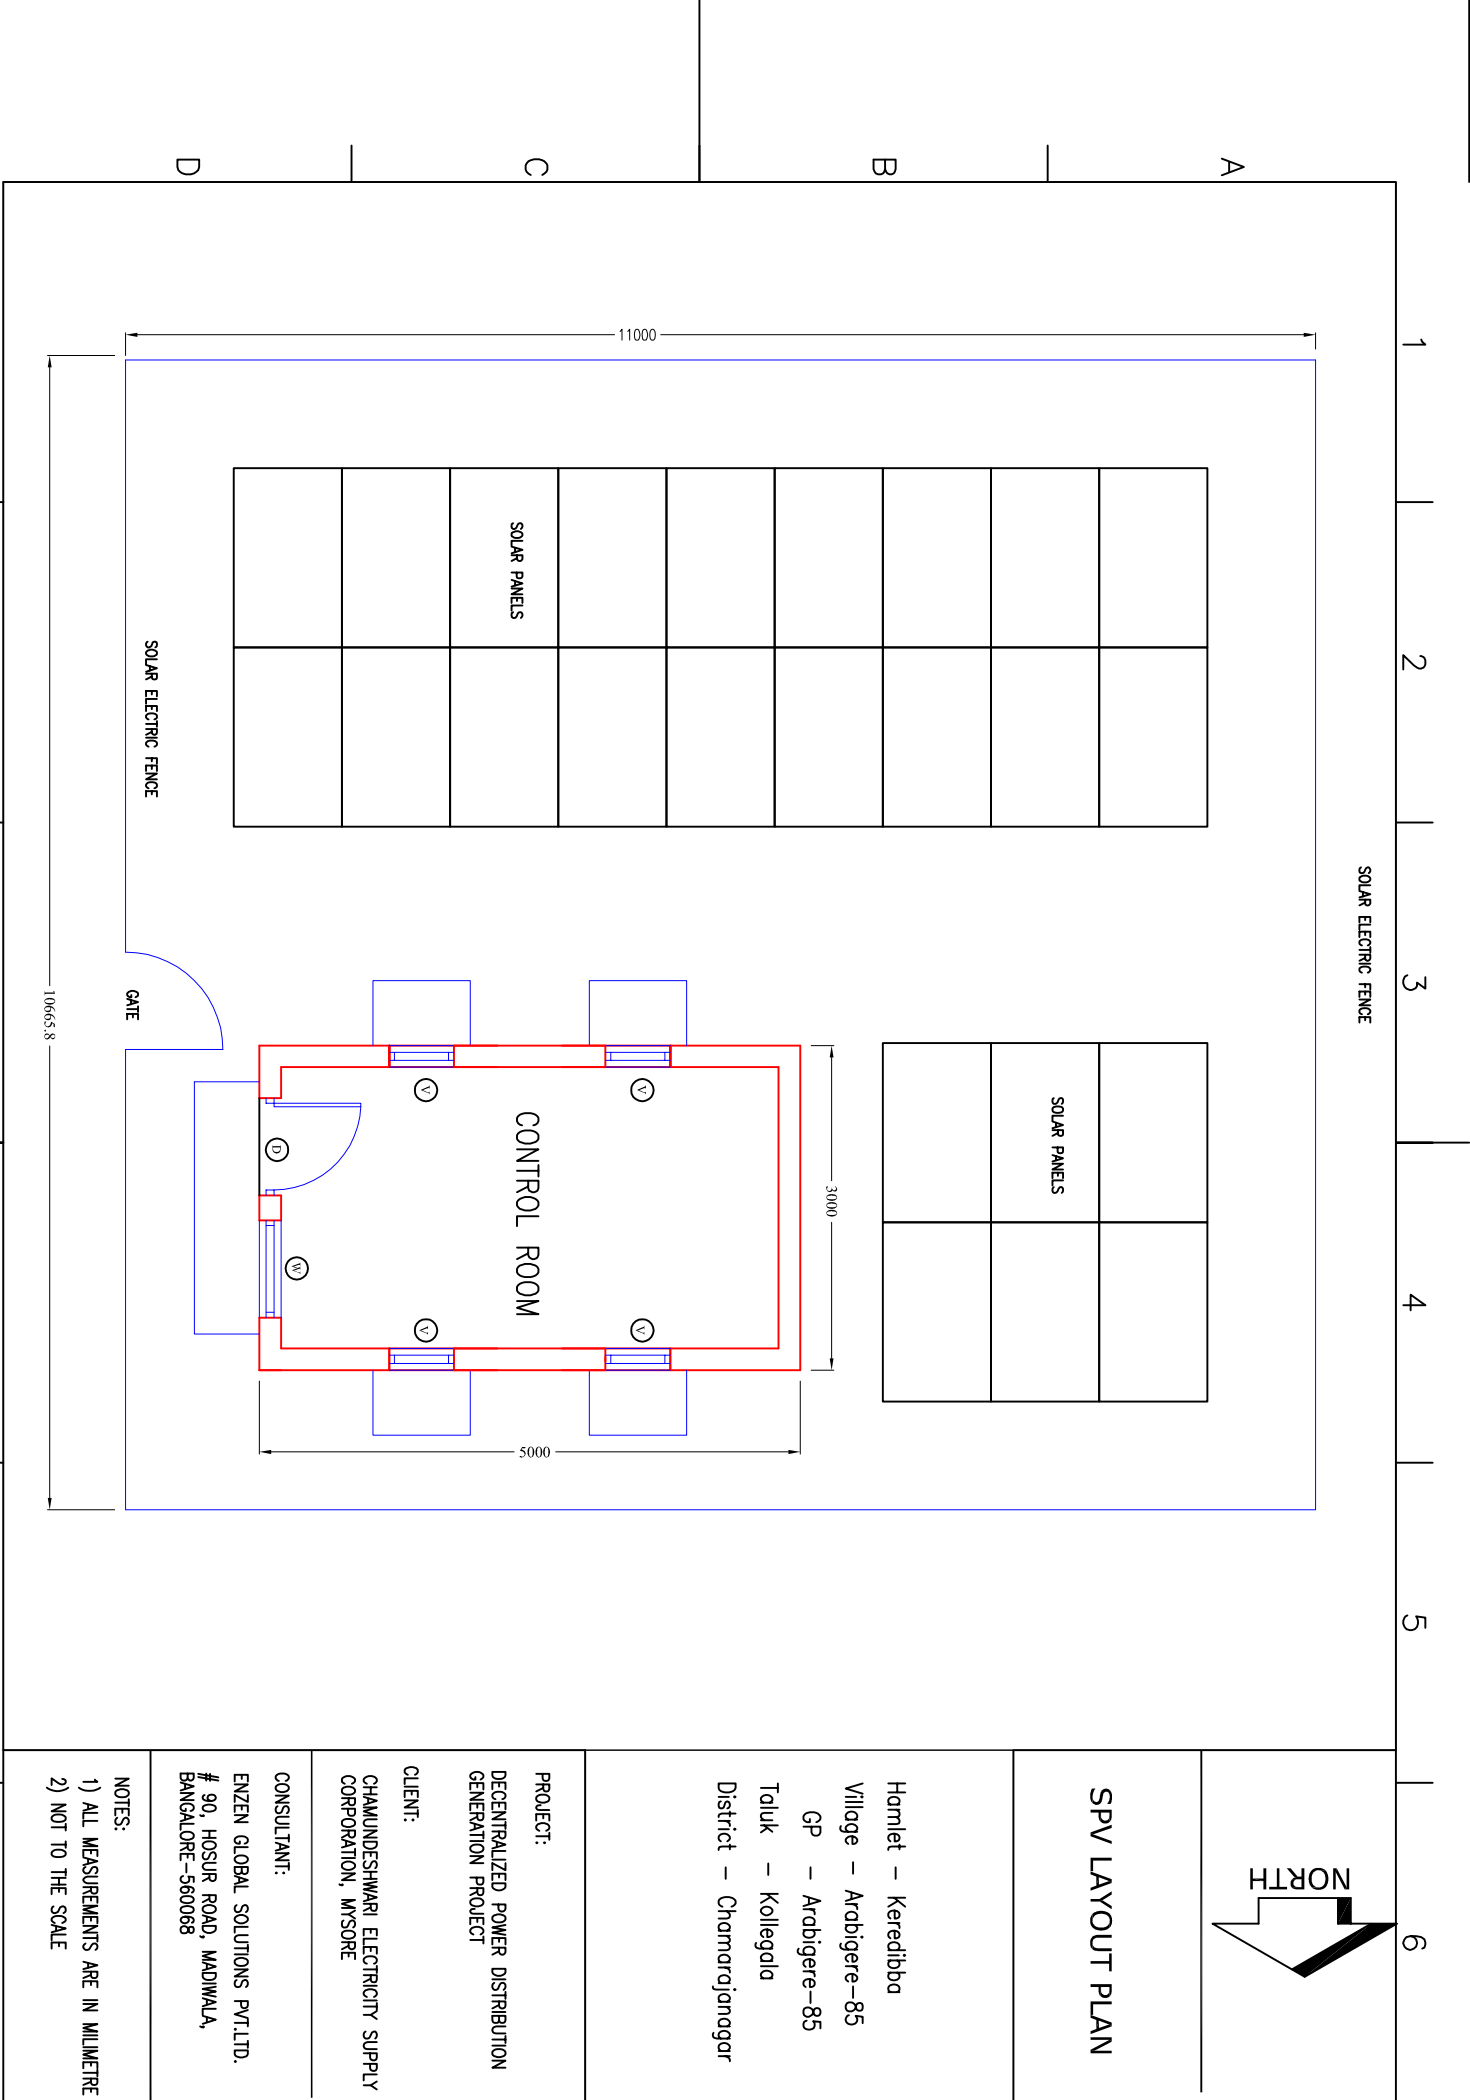 1
2
3
4
5
6
A
B
C
D
SOLAR ELECTRIC FENCE
11000
SOLAR PANELS
SOLAR PANELS
3000
V
V
CONTROL ROOM
5000
V
V
D
W
SOLAR ELECTRIC FENCE
GATE
10665.8
NORTH
SPV LAYOUT PLAN
Hamlet - Keredibba
Village - Arabigere-85
GP - Arabigere-85
Taluk - Kollegala
District - Chamarajanagar
PROJECT:
DECENTRALIZED POWER DISTRIBUTION
GENERATION PROJECT
CLIENT:
CHAMUNDESHWARI ELECTRICITY SUPPLY
CORPORATION, MYSORE
CONSULTANT:
ENZEN GLOBAL SOLUTIONS PVT.LTD.
# 90, HOSUR ROAD, MADIWALA,
BANGALORE-560068
NOTES:
1) ALL MEASUREMENTS ARE IN MILIMETRE
2) NOT TO THE SCALE